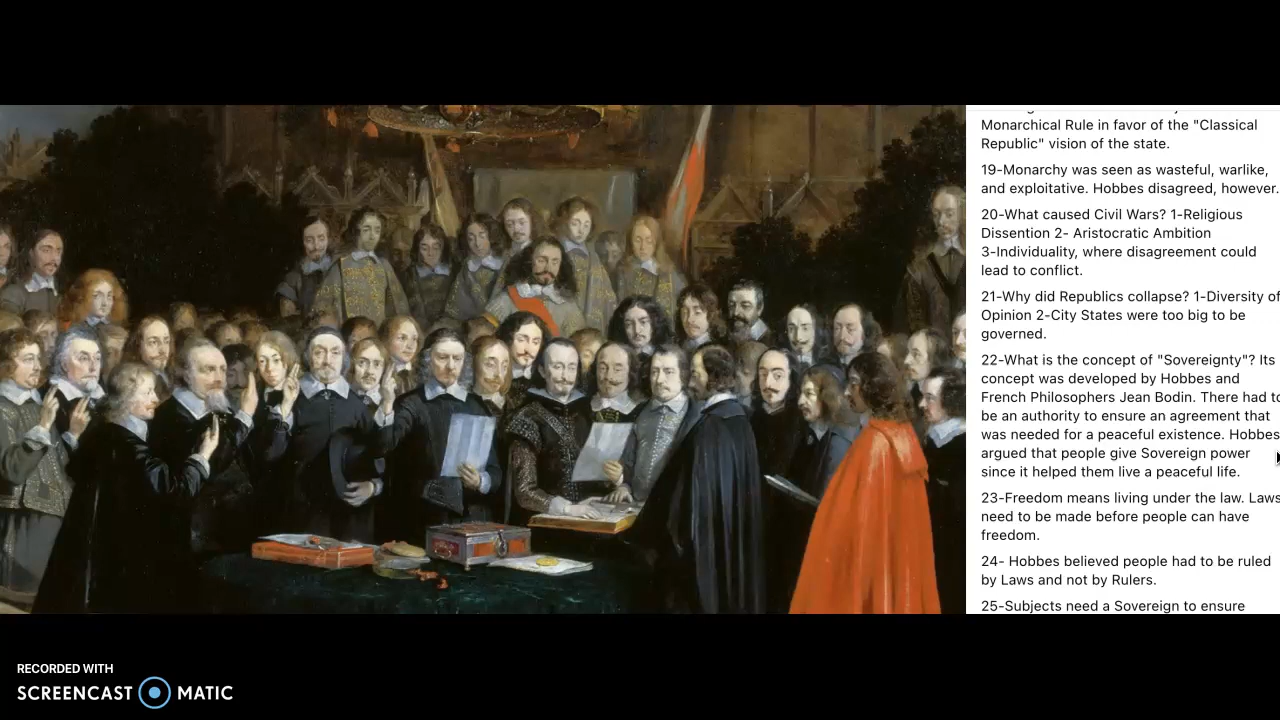 Monarchical Rule in favor of the "Classical
Republic" vision of the state.
19-Monarchy was seen as wasteful, warlike,
and exploitative. Hobbes disagreed, however.
20-What caused Civil Wars? 1-Religious
Dissention 2- Aristocratic Ambition
3-Individuality, where disagreement could
lead to conflict.
21-Why did Republics collapse? 1-Diversity of
Opinion 2-City States were too big to be
governed.
22-What is the concept of "Sovereignty"? Its
concept was developed by Hobbes and
French Philosophers Jean Bodin. There had to
be an authority to ensure an agreement that
was needed for a peaceful existence. Hobbes
argued that people give Sovereign power
since it helped them live a peaceful life.
23-Freedom means living under the law. Laws
need to be made before people can have
freedom.
24- Hobbes believed people had to be ruled
by Laws and not by Rulers.
25-Subjects need a Sovereign to ensure
RECORDED WITH
SCREENCAST MATIC